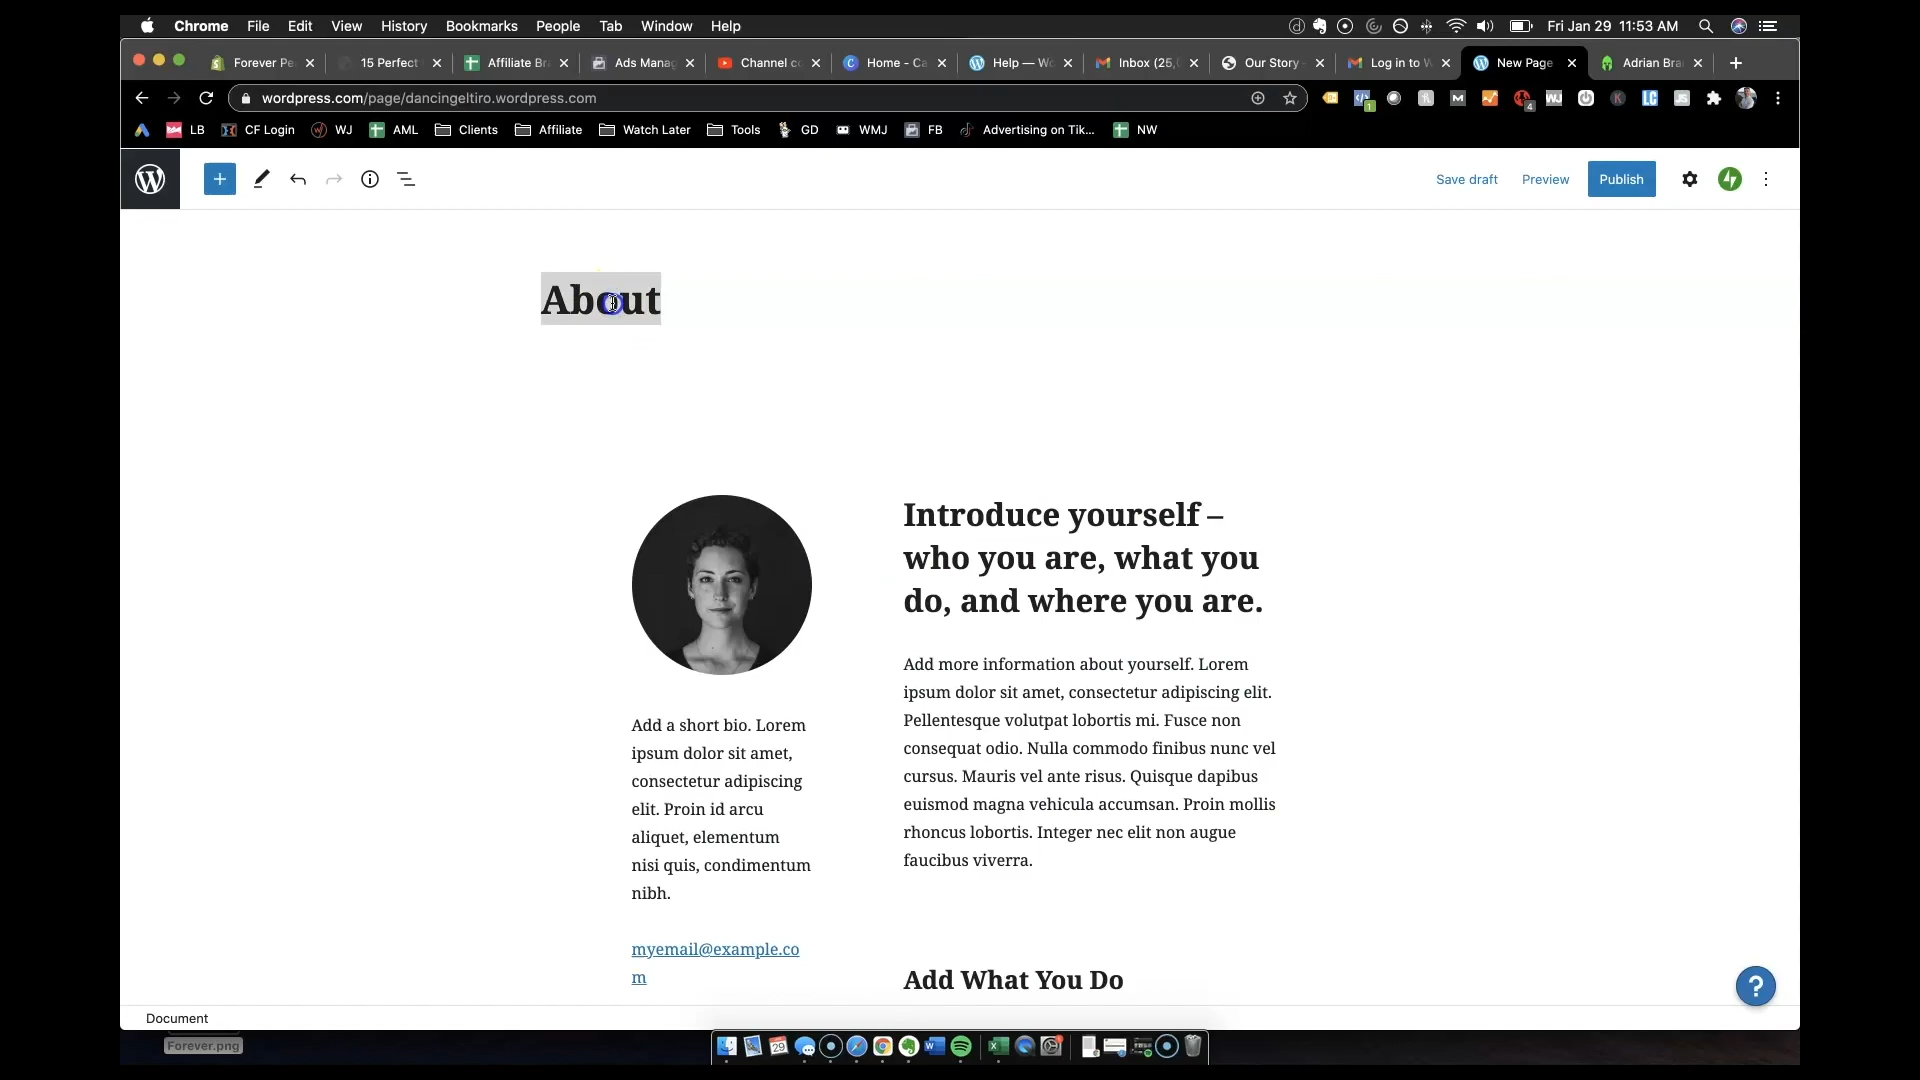 Chrome File Edit View History Bookmarks People Tab Window Help
Fri Jan 29 11:53 AM
Forever Pe
15 Perfect
Affiliate Bra
Ads Manag
Channel co
Home - Ca
Help — Wo
Inbox (25,
Our Story -
Log in to W
New Page
Adrian Bra
wordpress.com/page/dancingeltiro.wordpress.com
LB CF Login WJ AML Clients Affiliate Watch Later Tools GD WMJ FB Advertising on Tik... NW
Save draft Preview Publish
About
Introduce yourself –
who you are, what you
do, and where you are.
Add more information about yourself. Lorem
ipsum dolor sit amet, consectetur adipiscing elit.
Pellentesque volutpat lobortis mi. Fusce non
consequat odio. Nulla commodo finibus nunc vel
cursus. Mauris vel ante risus. Quisque dapibus
euismod magna vehicula accumsan. Proin mollis
rhoncus lobortis. Integer nec elit non augue
faucibus viverra.
Add a short bio. Lorem
ipsum dolor sit amet,
consectetur adipiscing
elit. Proin id arcu
aliquet, elementum
nisi quis, condimentum
nibh.
myemail@example.co
m
Add What You Do
Document
Forever.png